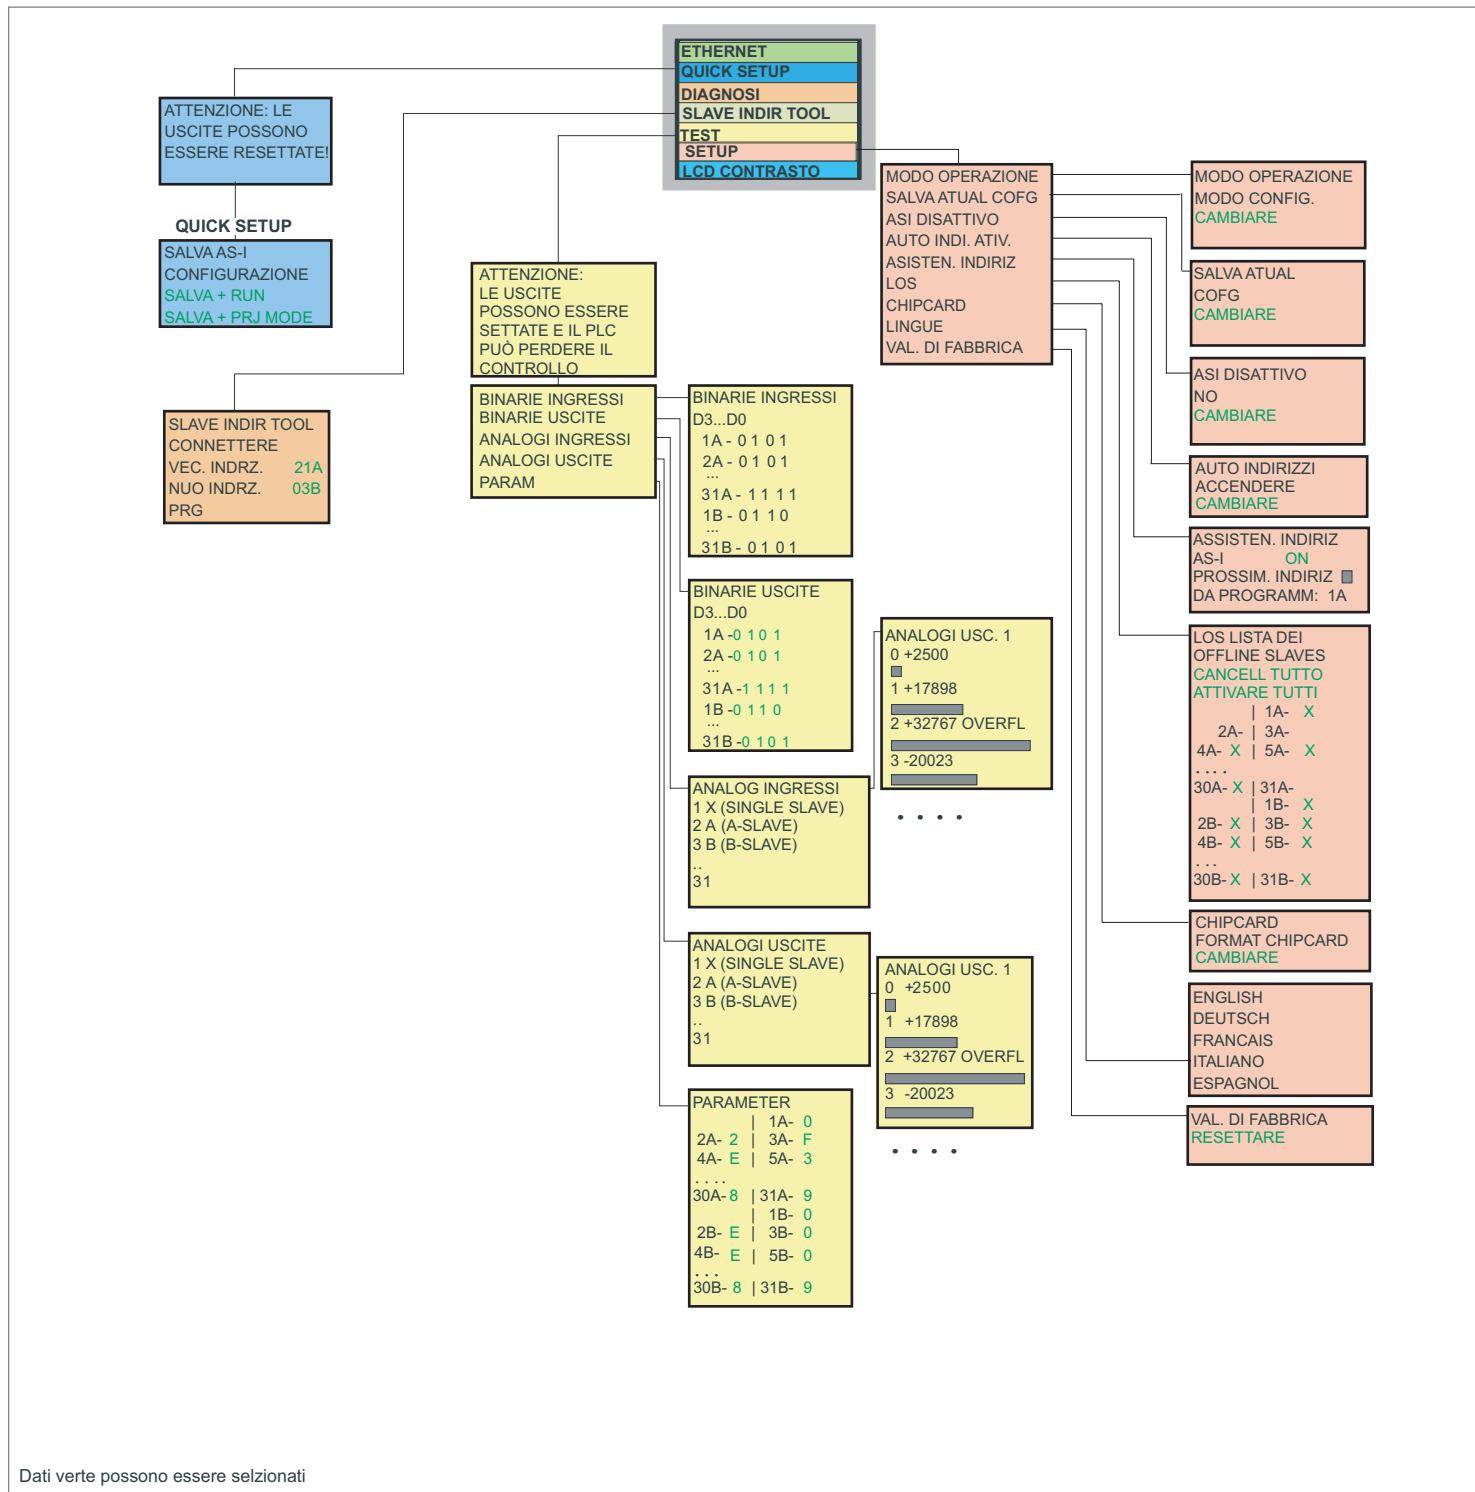 ETHERNET
QUICK SETUP
DIAGNOSI
SLAVE INDIR TOOL
TEST
SETUP
LCD CONTRASTO
ATTENZIONE: LE
USCITE POSSONO
ESSERE RESETTATE!
QUICK SETUP
SALVA AS-I
CONFIGURAZIONE
SALVA + RUN
SALVA + PRJ MODE
SLAVE INDIR TOOL
CONNETTERE
VEC. INDRZ. 21A
NUO INDRZ. 03B
PRG
ATTENZIONE:
LE USCITE
POSSONO ESSERE
SETTATE E IL PLC
PUÒ PERDERE IL
CONTROLLO
BINARIE INGRESSI
BINARIE USCITE
ANALOGI INGRESSI
ANALOGI USCITE
PARAM
BINARIE INGRESSI
D3...D0
1A - 0 1 0 1
2A - 0 1 0 1
...
31A - 1 1 1 1
1B - 0 1 1 0
...
31B - 0 1 0 1
BINARIE USCITE
D3...D0
1A -0 1 0 1
2A -0 1 0 1
...
31A -1 1 1 1
1B -0 1 1 0
...
31B -0 1 0 1
ANALOG INGRESSI
1 X (SINGLE SLAVE)
2 A (A-SLAVE)
3 B (B-SLAVE)
..
31
ANALOGI USCITE
1 X (SINGLE SLAVE)
2 A (A-SLAVE)
3 B (B-SLAVE)
..
31
PARAMETER
| 1A- 0
2A- 2 | 3A- F
4A- E | 5A- 3
. . . .
30A- 8 | 31A- 9
| 1B- 0
2B- E | 3B- 0
4B- E | 5B- 0
. . .
30B- 8 | 31B- 9
ANALOGI USC. 1
0 +2500
1 +17898
2 +32767 OVERFL
3 -20023
. . . .
ANALOGI USC. 1
0 +2500
1 +17898
2 +32767 OVERFL
3 -20023
. . . .
MODO OPERAZIONE
SALVA ATUAL COFG
ASI DISATTIVO
AUTO INDI. ATIV.
ASISTEN. INDIRIZ
LOS
CHIPCARD
LINGUE
VAL. DI FABBRICA
MODO OPERAZIONE
MODO CONFIG.
CAMBIARE
SALVA ATUAL
COFG
CAMBIARE
ASI DISATTIVO
NO
CAMBIARE
AUTO INDIRIZZI
ACCENDERE
CAMBIARE
ASSISTEN. INDIRIZ
AS-I ON
PROSSIM. INDIRIZ
DA PROGRAMM: 1A
LOS LISTA DEI
OFFLINE SLAVES
CANCELL TUTTO
ATTIVARE TUTTI
| 1A- X
2A- | 3A-
4A- X | 5A- X
. . . .
30A- X | 31A-
| 1B- X
2B- X | 3B- X
4B- X | 5B- X
. . .
30B- X | 31B- X
CHIPCARD
FORMAT CHIPCARD
CAMBIARE
ENGLISH
DEUTSCH
FRANCAIS
ITALIANO
ESPAGNOL
VAL. DI FABBRICA
RESETTARE
Dati verte possono essere selzionati